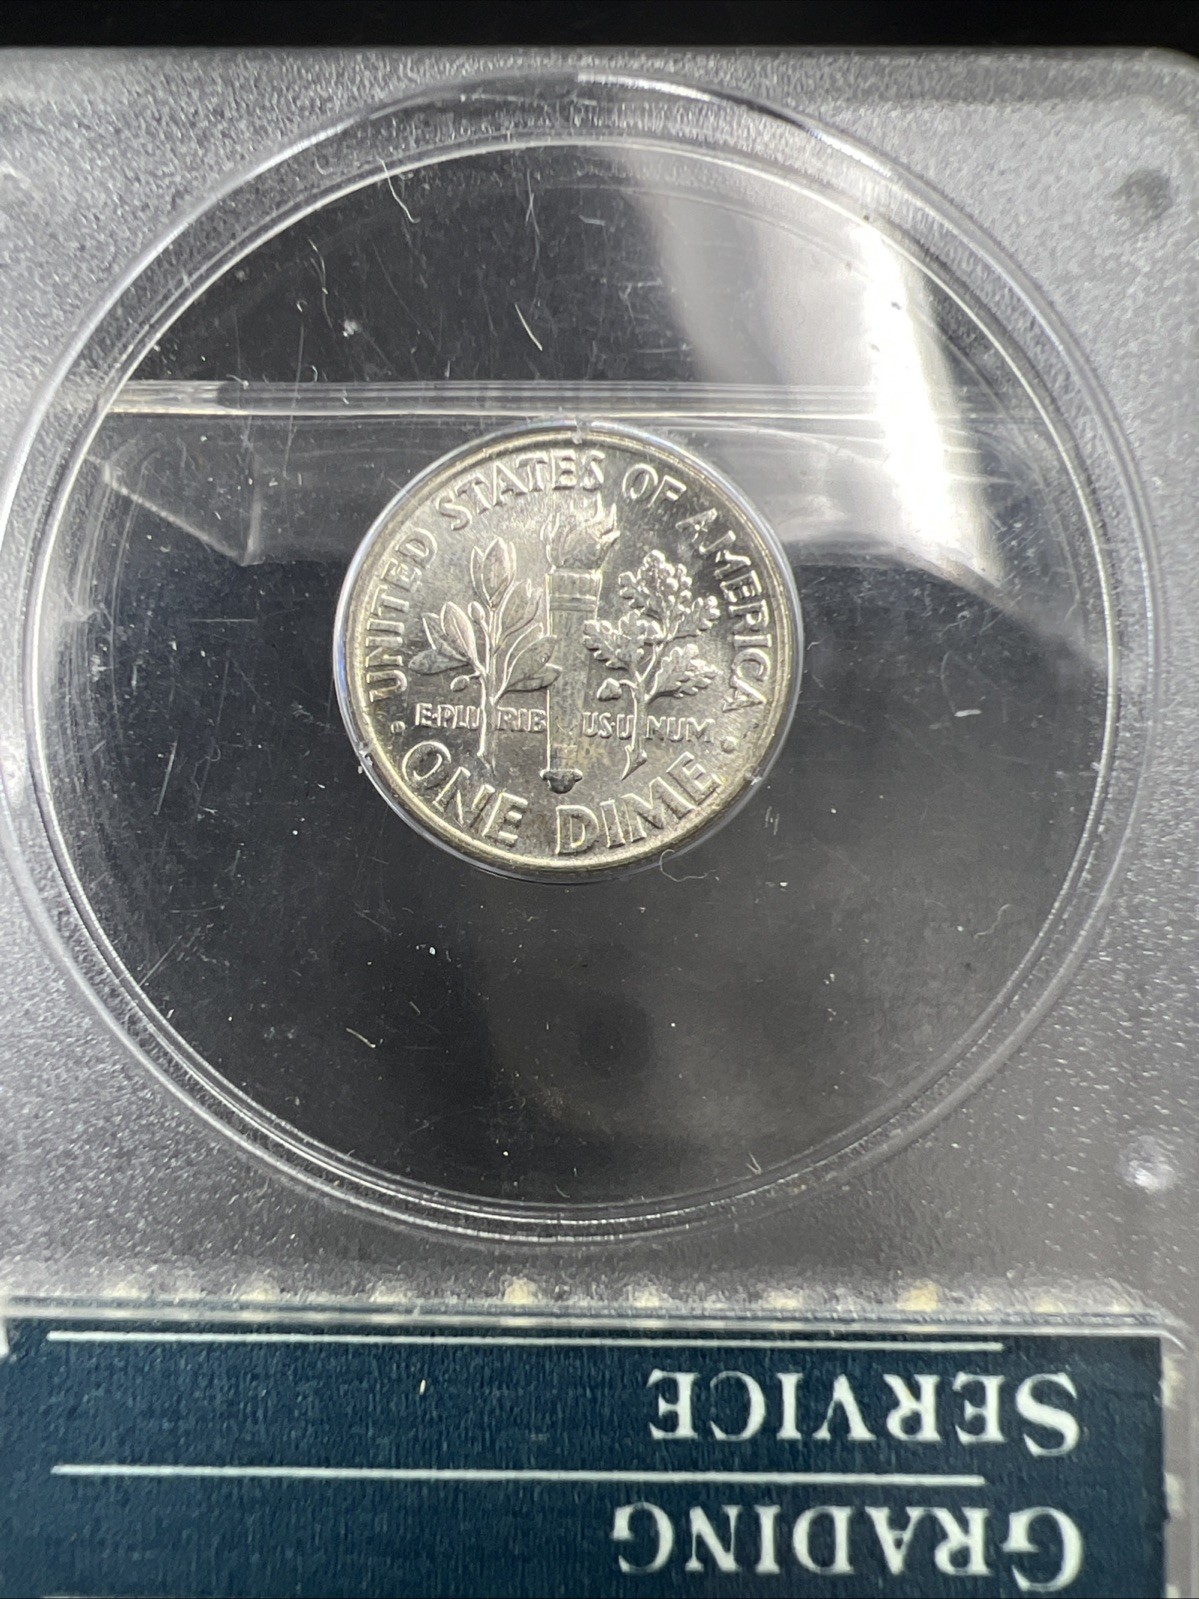 UNITED STATES OF AMERICA
E·PLURIBUS·UNUM
· ONE DIME ·
GRADING
SERVICE